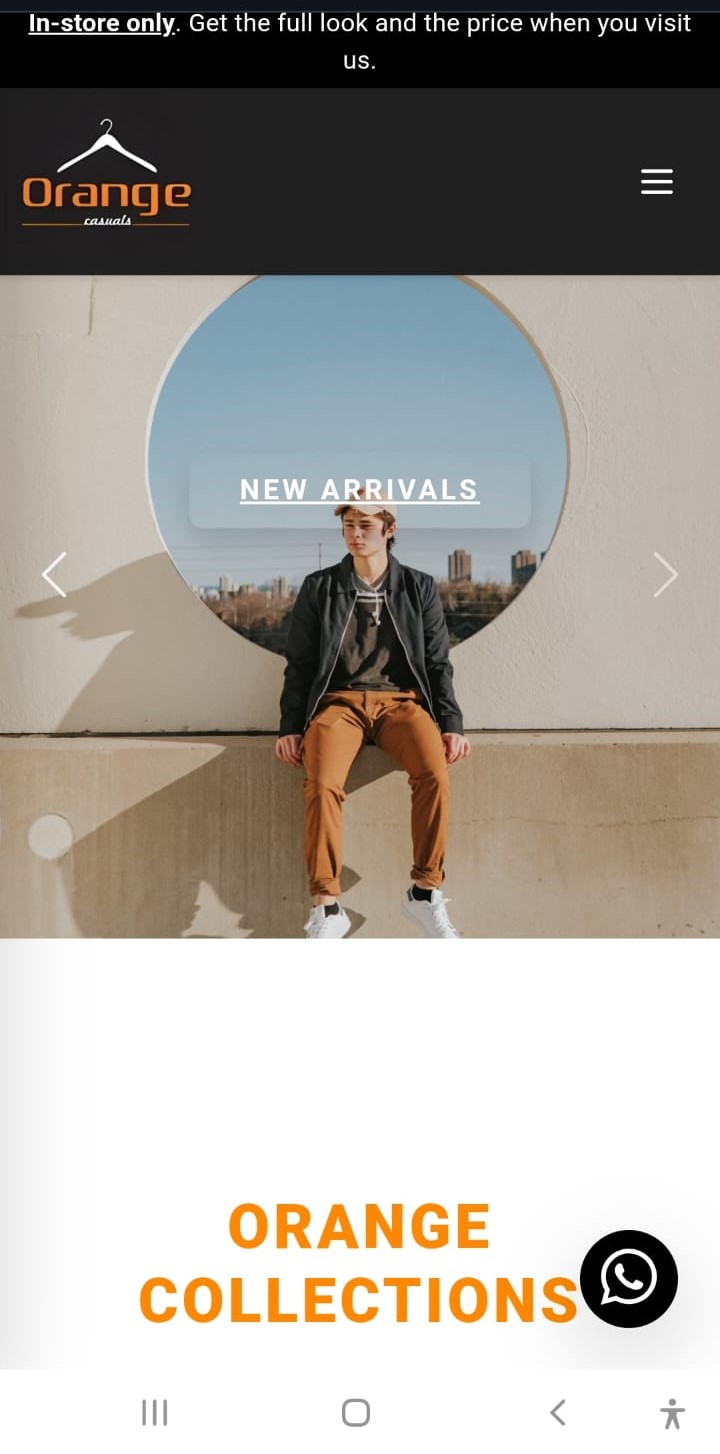 In-store only. Get the full look and the price when you visit
us.
Orange
casuals
NEW ARRIVALS
ORANGE
COLLECTIONS